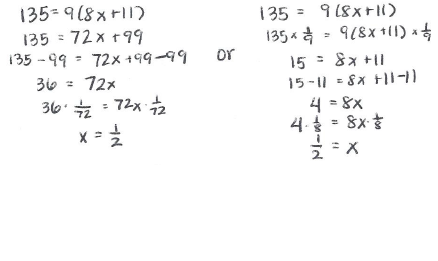 135 = 9(8x+11)
135 = 72x +99
135-99 = 72x+99-99
36 = 72x
36 · 1/72 = 72x · 1/72
x = 1/2
or
135 = 9(8x+11)
135 × 1/9 = 9(8x+11) × 1/9
15 = 8x +11
15-11 = 8x +11-11
4 = 8x
4 · 1/8 = 8x · 1/8
1/2 = x